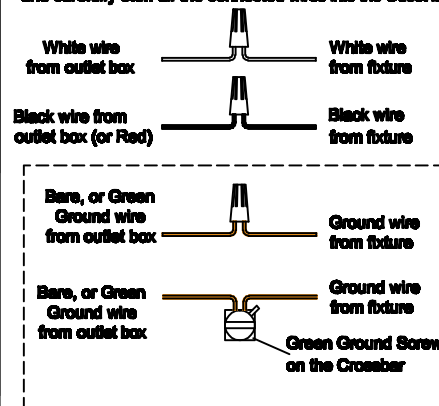 White wire
from outlet box
White wire
from fixture
Black wire from
outlet box (or Red)
Black wire
from fixture
Bare, or Green
Ground wire
from outlet box
Ground wire
from fixture
Bare, or Green
Ground wire
from outlet box
Ground wire
from fixture
Green Ground Screw
on the Crossbar